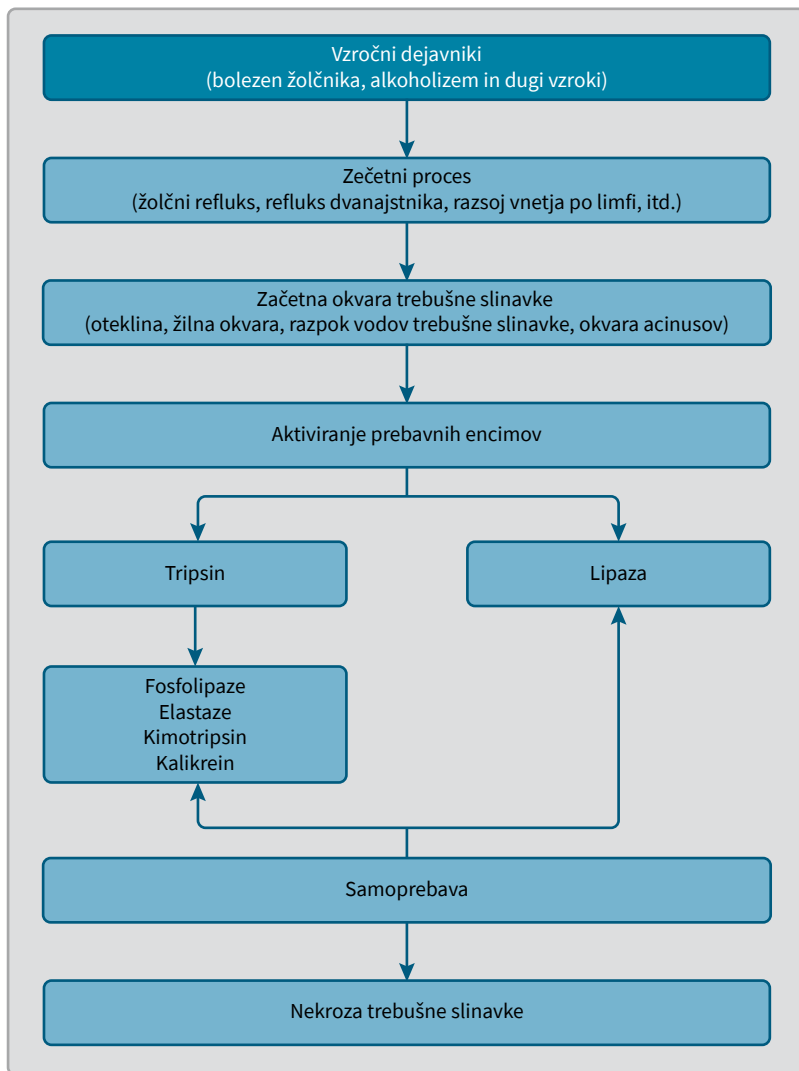 Vzročni dejavniki
(bolezen žolčnika, alkoholizem in dugi vzroki)
Zečetni proces
(žolčni refluks, refluks dvanajstnika, razsoj vnetja po limfi, itd.)
Začetna okvara trebušne slinavke
(oteklina, žilna okvara, razpok vodov trebušne slinavke, okvara acinusov)
Aktiviranje prebavnih encimov
Tripsin
Lipaza
Fosfolipaze
Elastaze
Kimotripsin
Kalikrein
Samoprebava
Nekroza trebušne slinavke